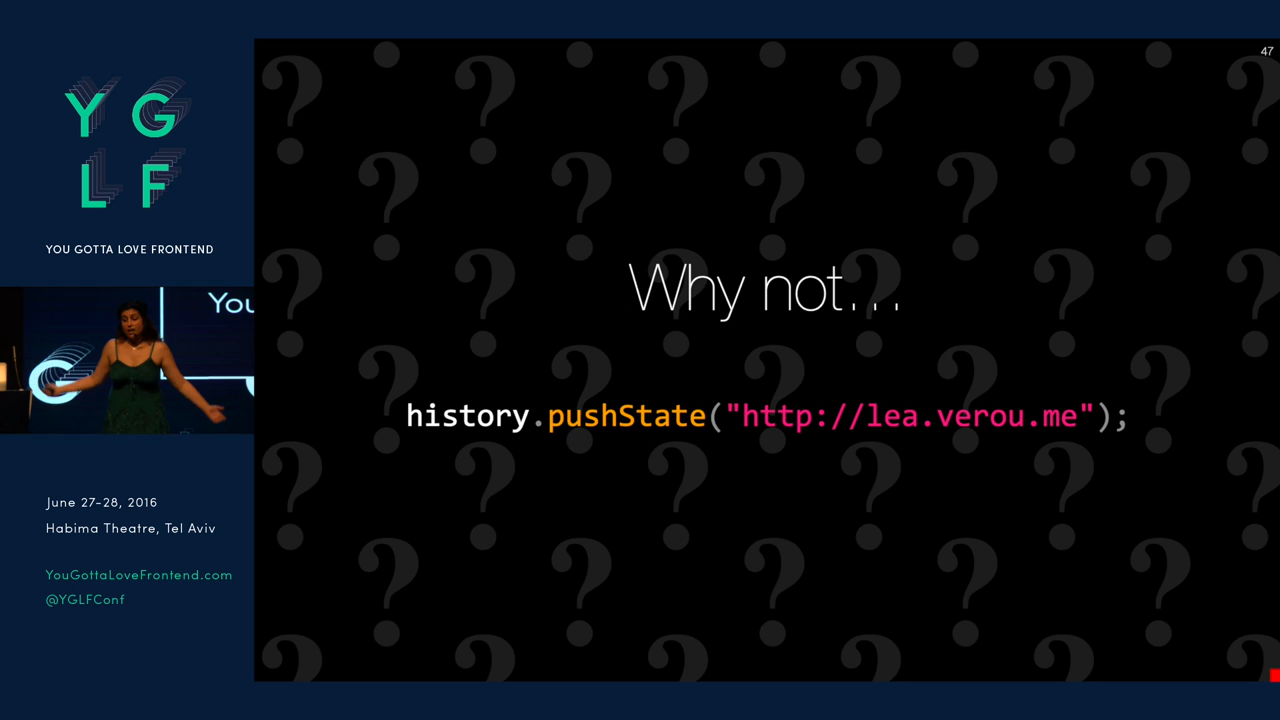 Y G
L F
YOU GOTTA LOVE FRONTEND
You
G
June 27-28, 2016
Habima Theatre, Tel Aviv
YouGottaLoveFrontend.com
@YGLFConf
47
Why not...
history.pushState("http://lea.verou.me");